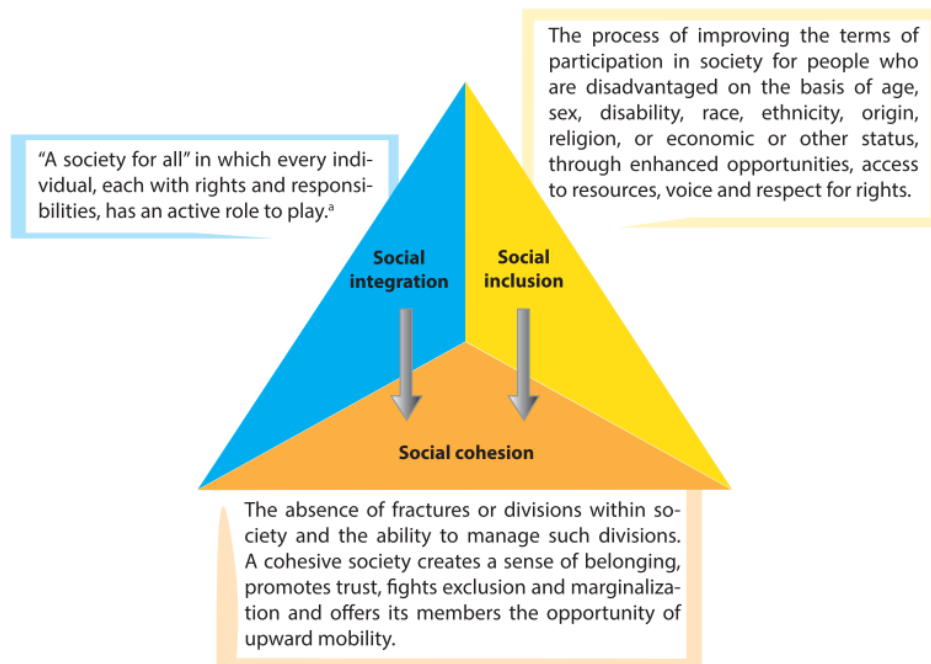 The process of improving the terms of
participation in society for people who
are disadvantaged on the basis of age,
sex, disability, race, ethnicity, origin,
religion, or economic or other status,
through enhanced opportunities, access
to resources, voice and respect for rights.
“A society for all” in which every indi-
vidual, each with rights and responsi-
bilities, has an active role to play.ᵃ
Social
integration
Social
inclusion
Social cohesion
The absence of fractures or divisions within so-
ciety and the ability to manage such divisions.
A cohesive society creates a sense of belonging,
promotes trust, fights exclusion and marginaliza-
tion and offers its members the opportunity of
upward mobility.